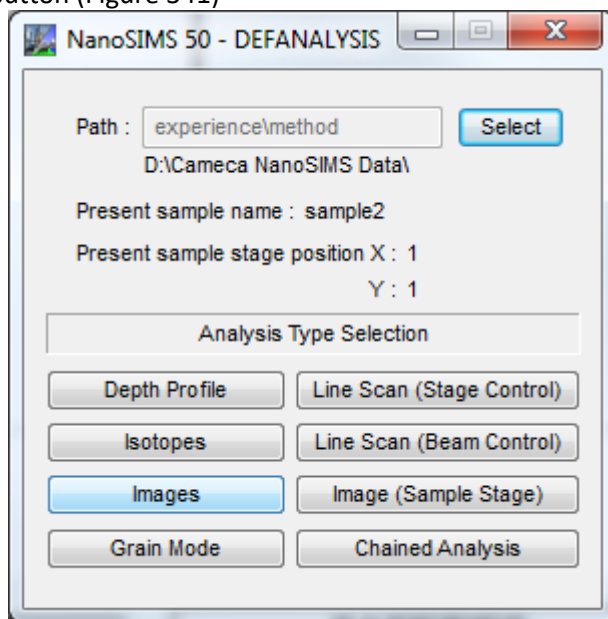 button (Figure 341)
NanoSIMS 50 - DEFANALYSIS
Path : experience\method Select
D:\Cameca NanoSIMS Data\
Present sample name : sample2
Present sample stage position X : 1
Y : 1
Analysis Type Selection
Depth Profile Line Scan (Stage Control)
Isotopes Line Scan (Beam Control)
Images Image (Sample Stage)
Grain Mode Chained Analysis